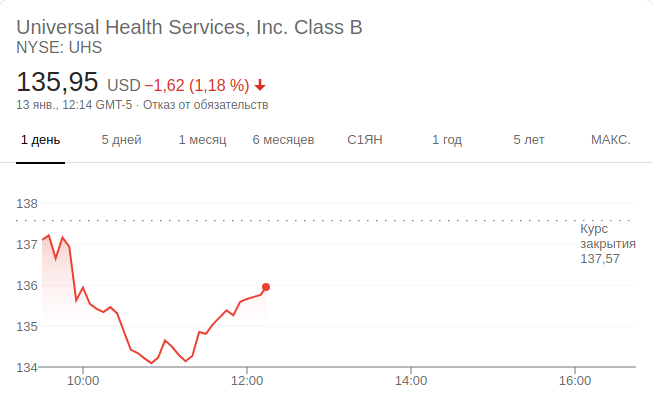 Universal Health Services, Inc. Class B
NYSE: UHS
135,95 USD −1,62 (1,18 %)
13 янв., 12:14 GMT-5 · Отказ от обязательств
1 день 5 дней 1 месяц 6 месяцев С1ЯН 1 год 5 лет МАКС.
138
Курс
закрытия
137,57
137
136
135
134
10:00 12:00 14:00 16:00